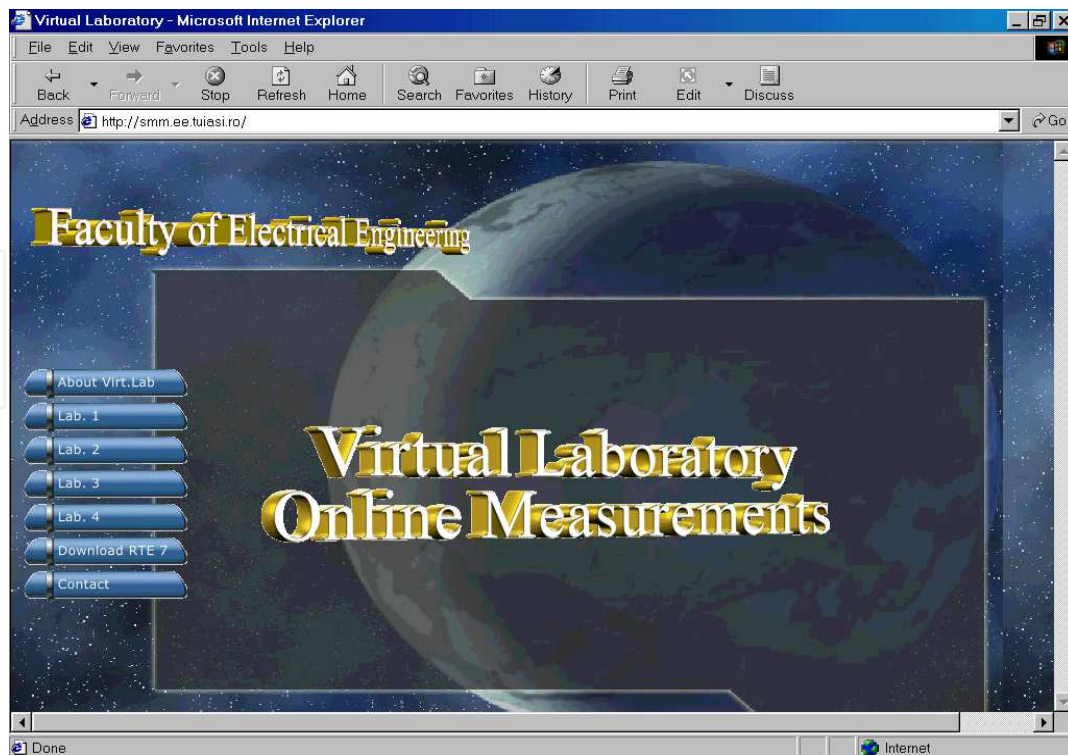 Virtual Laboratory - Microsoft Internet Explorer
File Edit View Favorites Tools Help
Back Forward Stop Refresh Home Search Favorites History Print Edit Discuss
Address http://smm.ee.tuiasi.ro/ Go
Faculty of Electrical Engineering
About Virt.Lab
Lab. 1
Lab. 2
Lab. 3
Lab. 4
Download RTE 7
Contact
Virtual Laboratory
Online Measurements
Done Internet